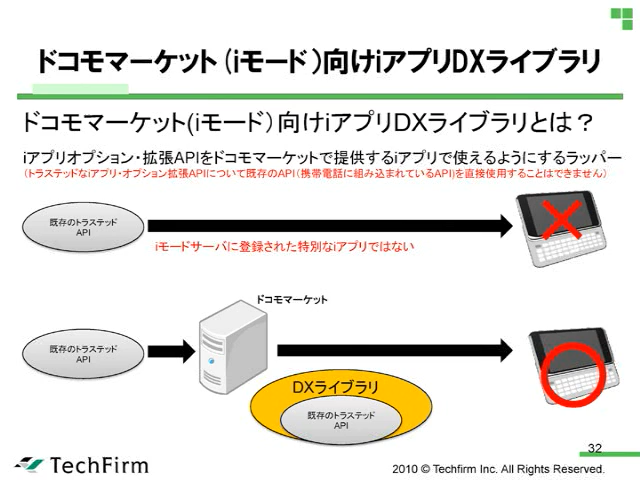 ドコモマーケット(iモード)向けiアプリDXライブラリ
ドコモマーケット(iモード)向けiアプリDXライブラリとは？
iアプリオプション・拡張APIをドコモマーケットで提供するiアプリで使えるようにするラッパー
(トラステッドなiアプリ・オプション拡張APIについて既存のAPI(携帯電話に組み込まれているAPI)を直接使用することはできません)
既存のトラステッド
API
iモードサーバに登録された特別なiアプリではない
ドコモマーケット
既存のトラステッド
API
DXライブラリ
既存のトラステッド
API
32
TechFirm
2010 © Techfirm Inc. All Rights Reserved.